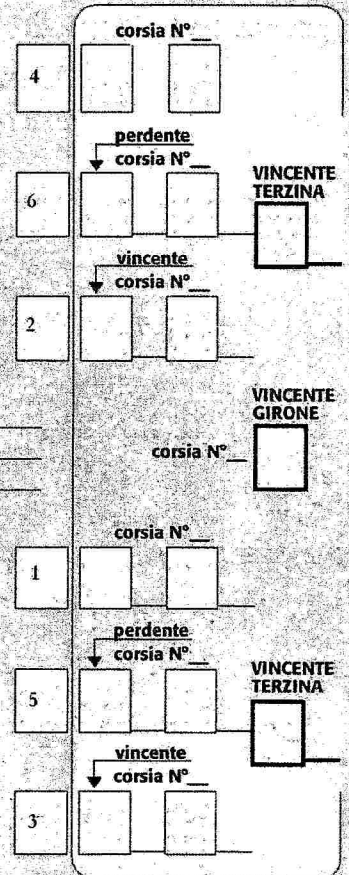 corsia N°__
4
perdente
corsia N°__
6
VINCENTE
TERZINA
vincente
corsia N°__
2
VINCENTE
GIRONE
corsia N°__
corsia N°__
1
perdente
corsia N°__
5
VINCENTE
TERZINA
vincente
corsia N°__
3